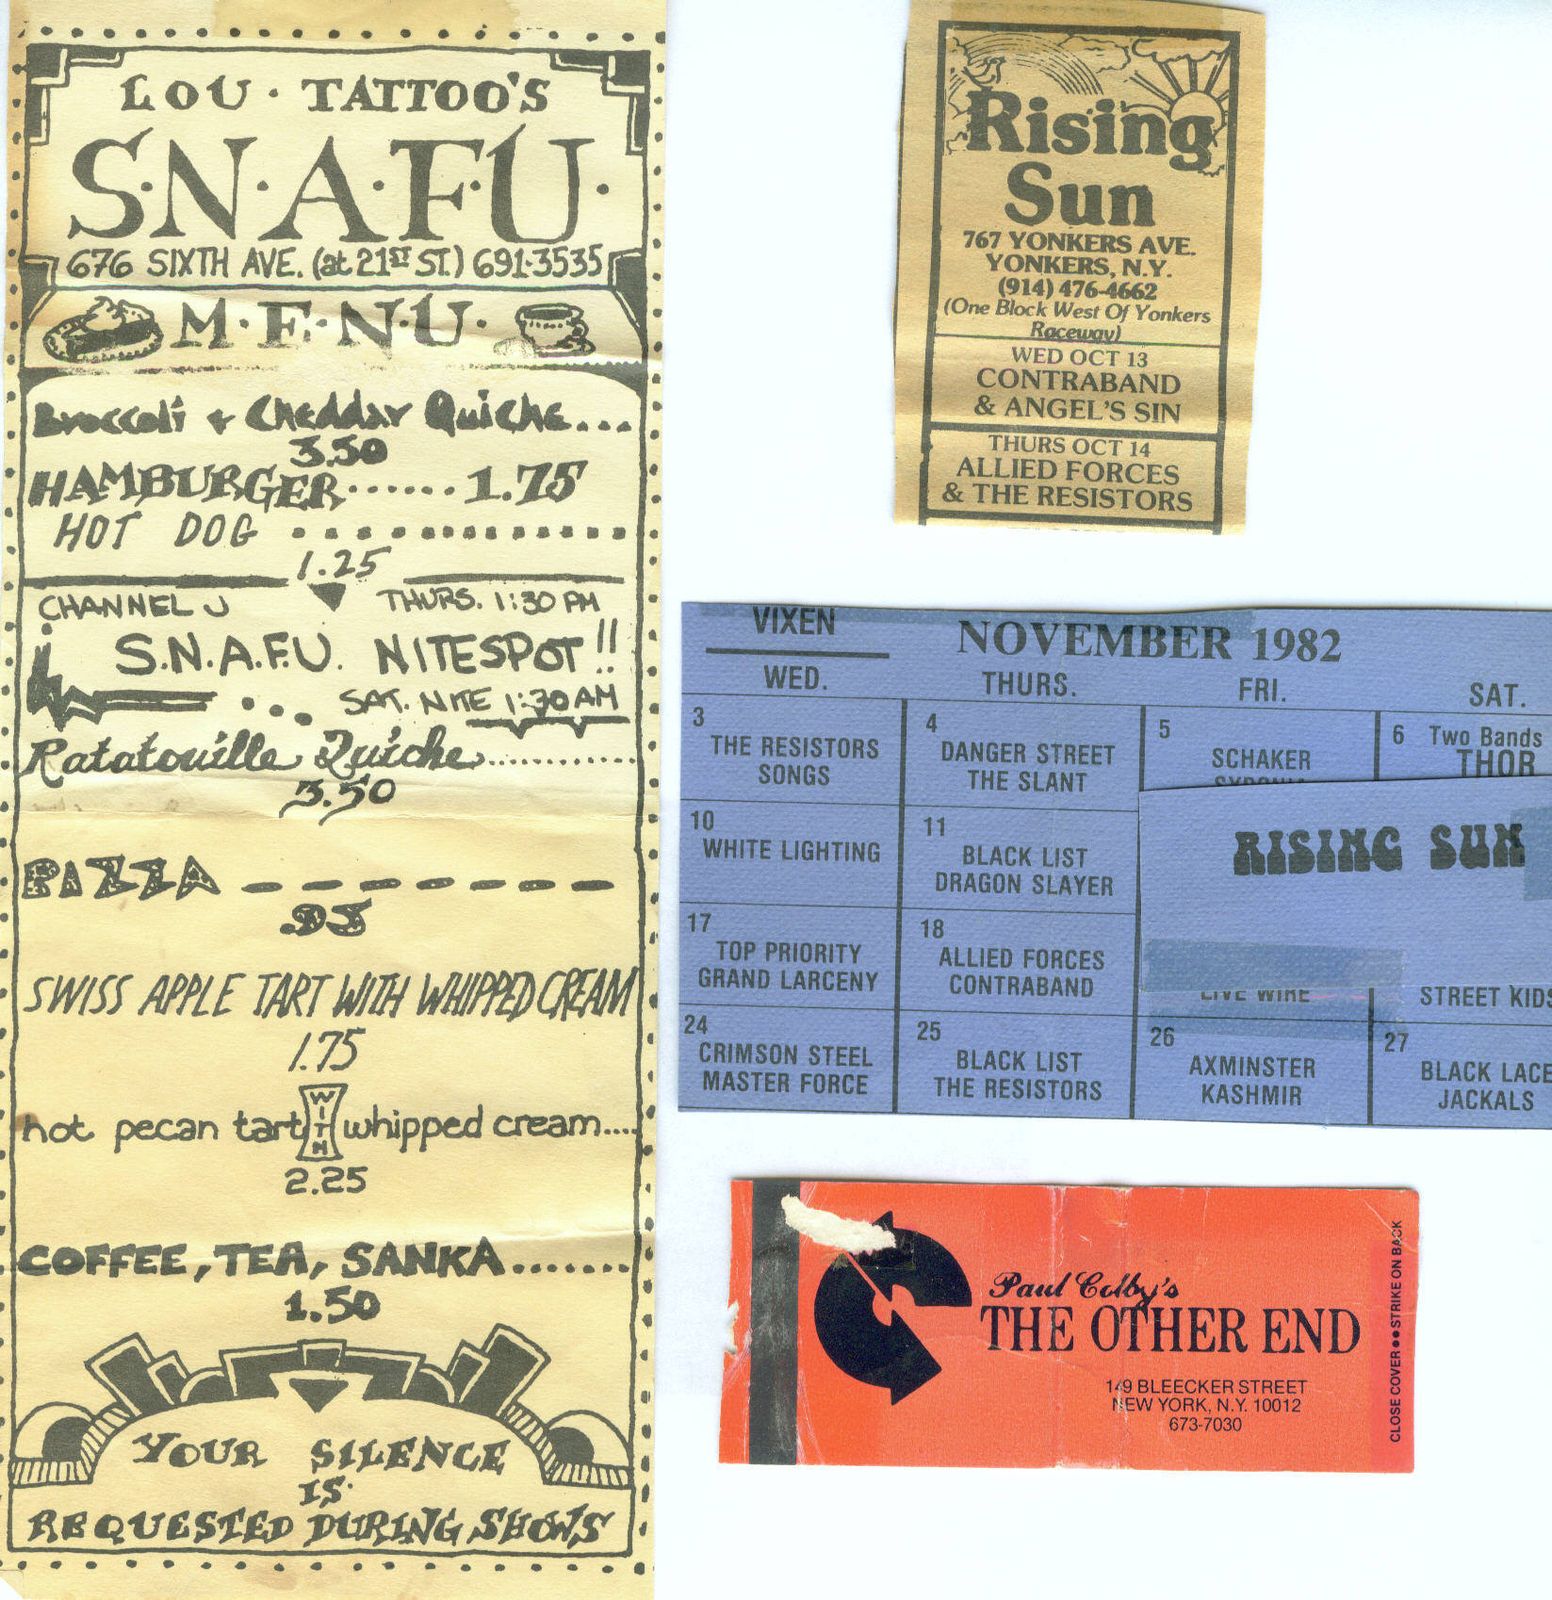 LOU · TATTOO'S
S·N·A·F·U·
676 SIXTH AVE. (at 21ST ST.) 691·3535
M·E·N·U·
Broccoli + Cheddar Quiche...
3.50
HAMBURGER......1.75
HOT DOG ..............
1.25
CHANNEL J THURS. 1:30 PM
S.N.A.F.U. NITESPOT!!
SAT. NITE 1:30 AM
Ratatouille Quiche............
3.50
PIZZA – – – – – – – –
SWISS APPLE TART WITH WHIPPED CREAM
1.75
hot pecan tart WITH whipped cream....
2.25
COFFEE, TEA, SANKA.......
1.50
YOUR SILENCE
IS
REQUESTED DURING SHOWS
Rising
Sun
767 YONKERS AVE.
YONKERS, N.Y.
(914) 476-4662
(One Block West Of Yonkers
Raceway)
WED OCT 13
CONTRABAND
& ANGEL'S SIN
THURS OCT 14
ALLIED FORCES
& THE RESISTORS
VIXEN
NOVEMBER 1982
WED. THURS. FRI. SAT.
3 THE RESISTORS
SONGS
4 DANGER STREET
THE SLANT
5 SCHAKER
6 Two Bands
THOR
10 WHITE LIGHTING
11 BLACK LIST
DRAGON SLAYER
RISING SUN
17 TOP PRIORITY
GRAND LARCENY
18 ALLIED FORCES
CONTRABAND
LIVE WIRE
STREET KIDS
24 CRIMSON STEEL
MASTER FORCE
25 BLACK LIST
THE RESISTORS
26 AXMINSTER
KASHMIR
27 BLACK LACE
JACKALS
Paul Colby's
THE OTHER END
149 BLEECKER STREET
NEW YORK, N.Y. 10012
673-7030
CLOSE COVER ●● STRIKE ON BACK